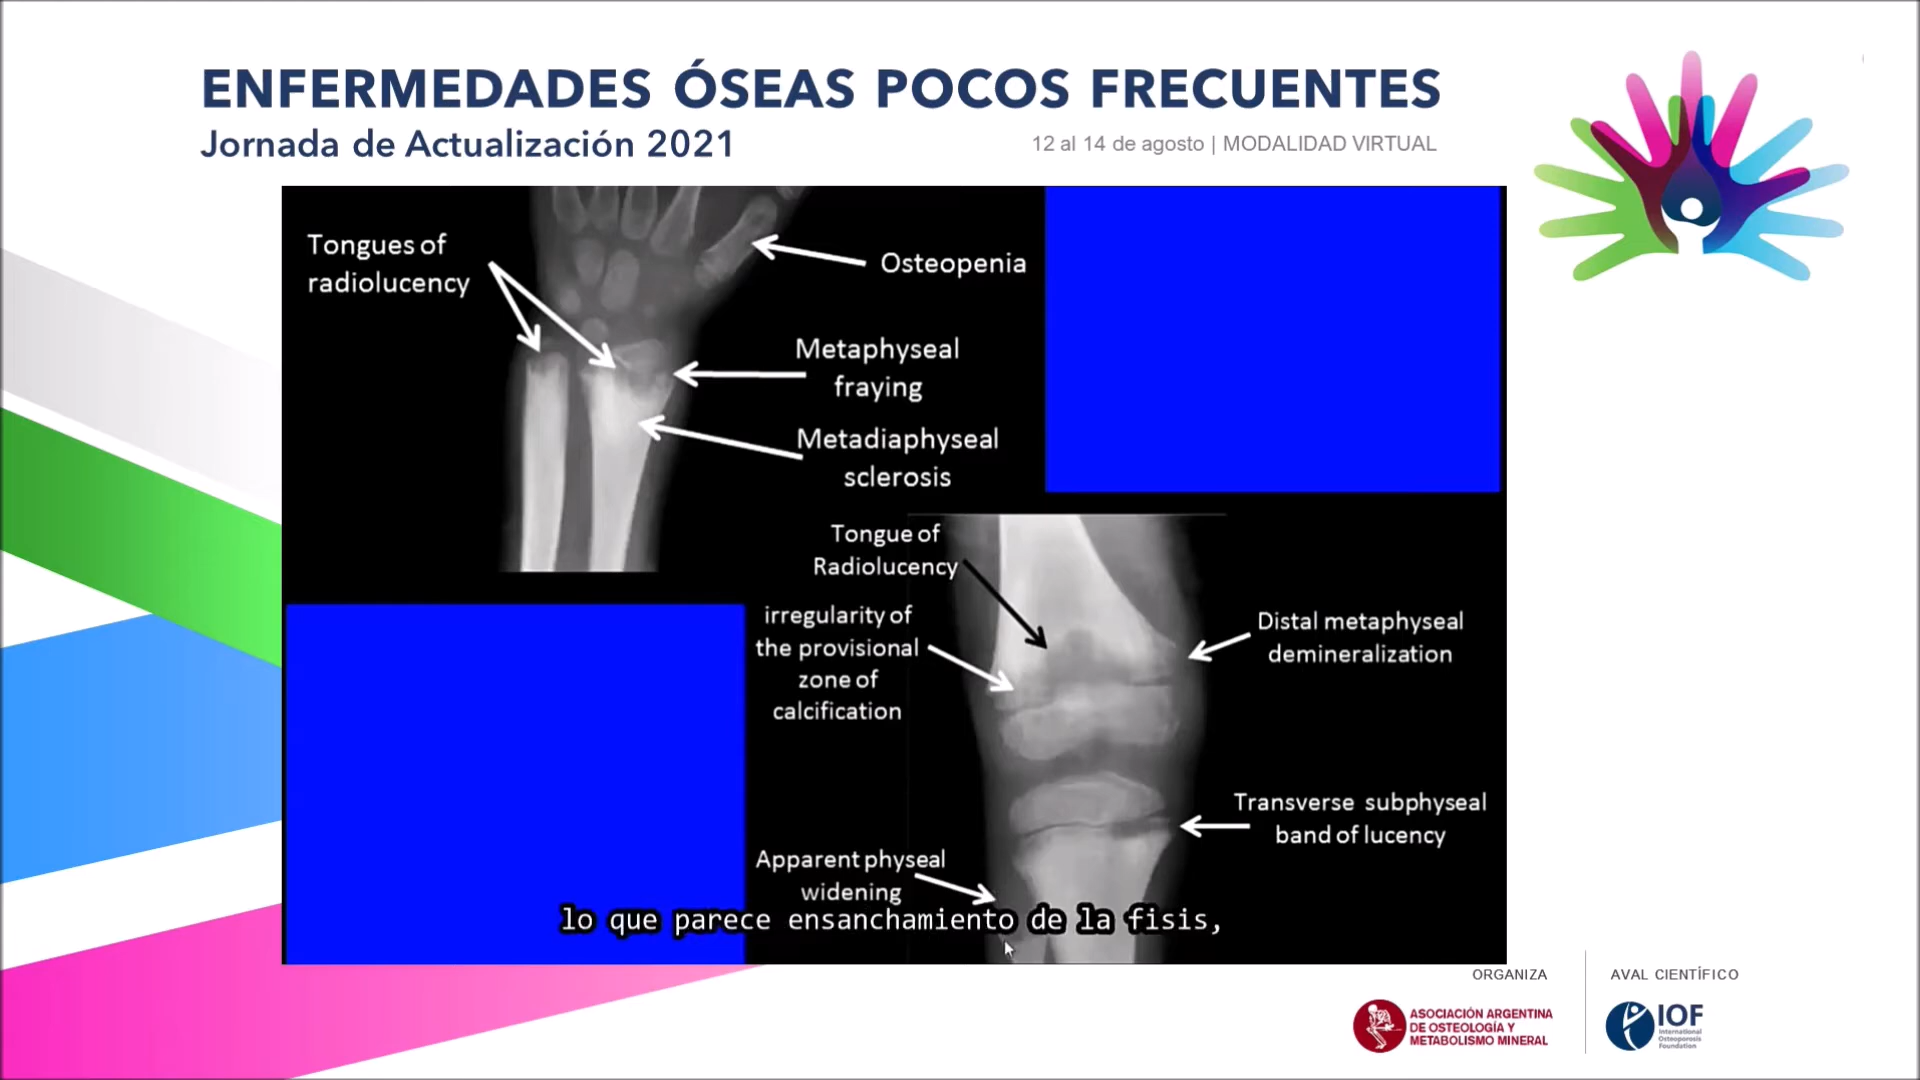 ENFERMEDADES ÓSEAS POCOS FRECUENTES
Jornada de Actualización 2021
12 al 14 de agosto | MODALIDAD VIRTUAL
Tongues of
radiolucency
Osteopenia
Metaphyseal
fraying
Metadiaphyseal
sclerosis
Tongue of
Radiolucency
irregularity of
the provisional
zone of
calcification
Distal metaphyseal
demineralization
Transverse subphyseal
band of lucency
Apparent physeal
widening
lo que parece ensanchamiento de la fisis,
ORGANIZA
ASOCIACIÓN ARGENTINA
DE OSTEOLOGÍA Y
METABOLISMO MINERAL
AVAL CIENTÍFICO
IOF
International
Osteoporosis
Foundation